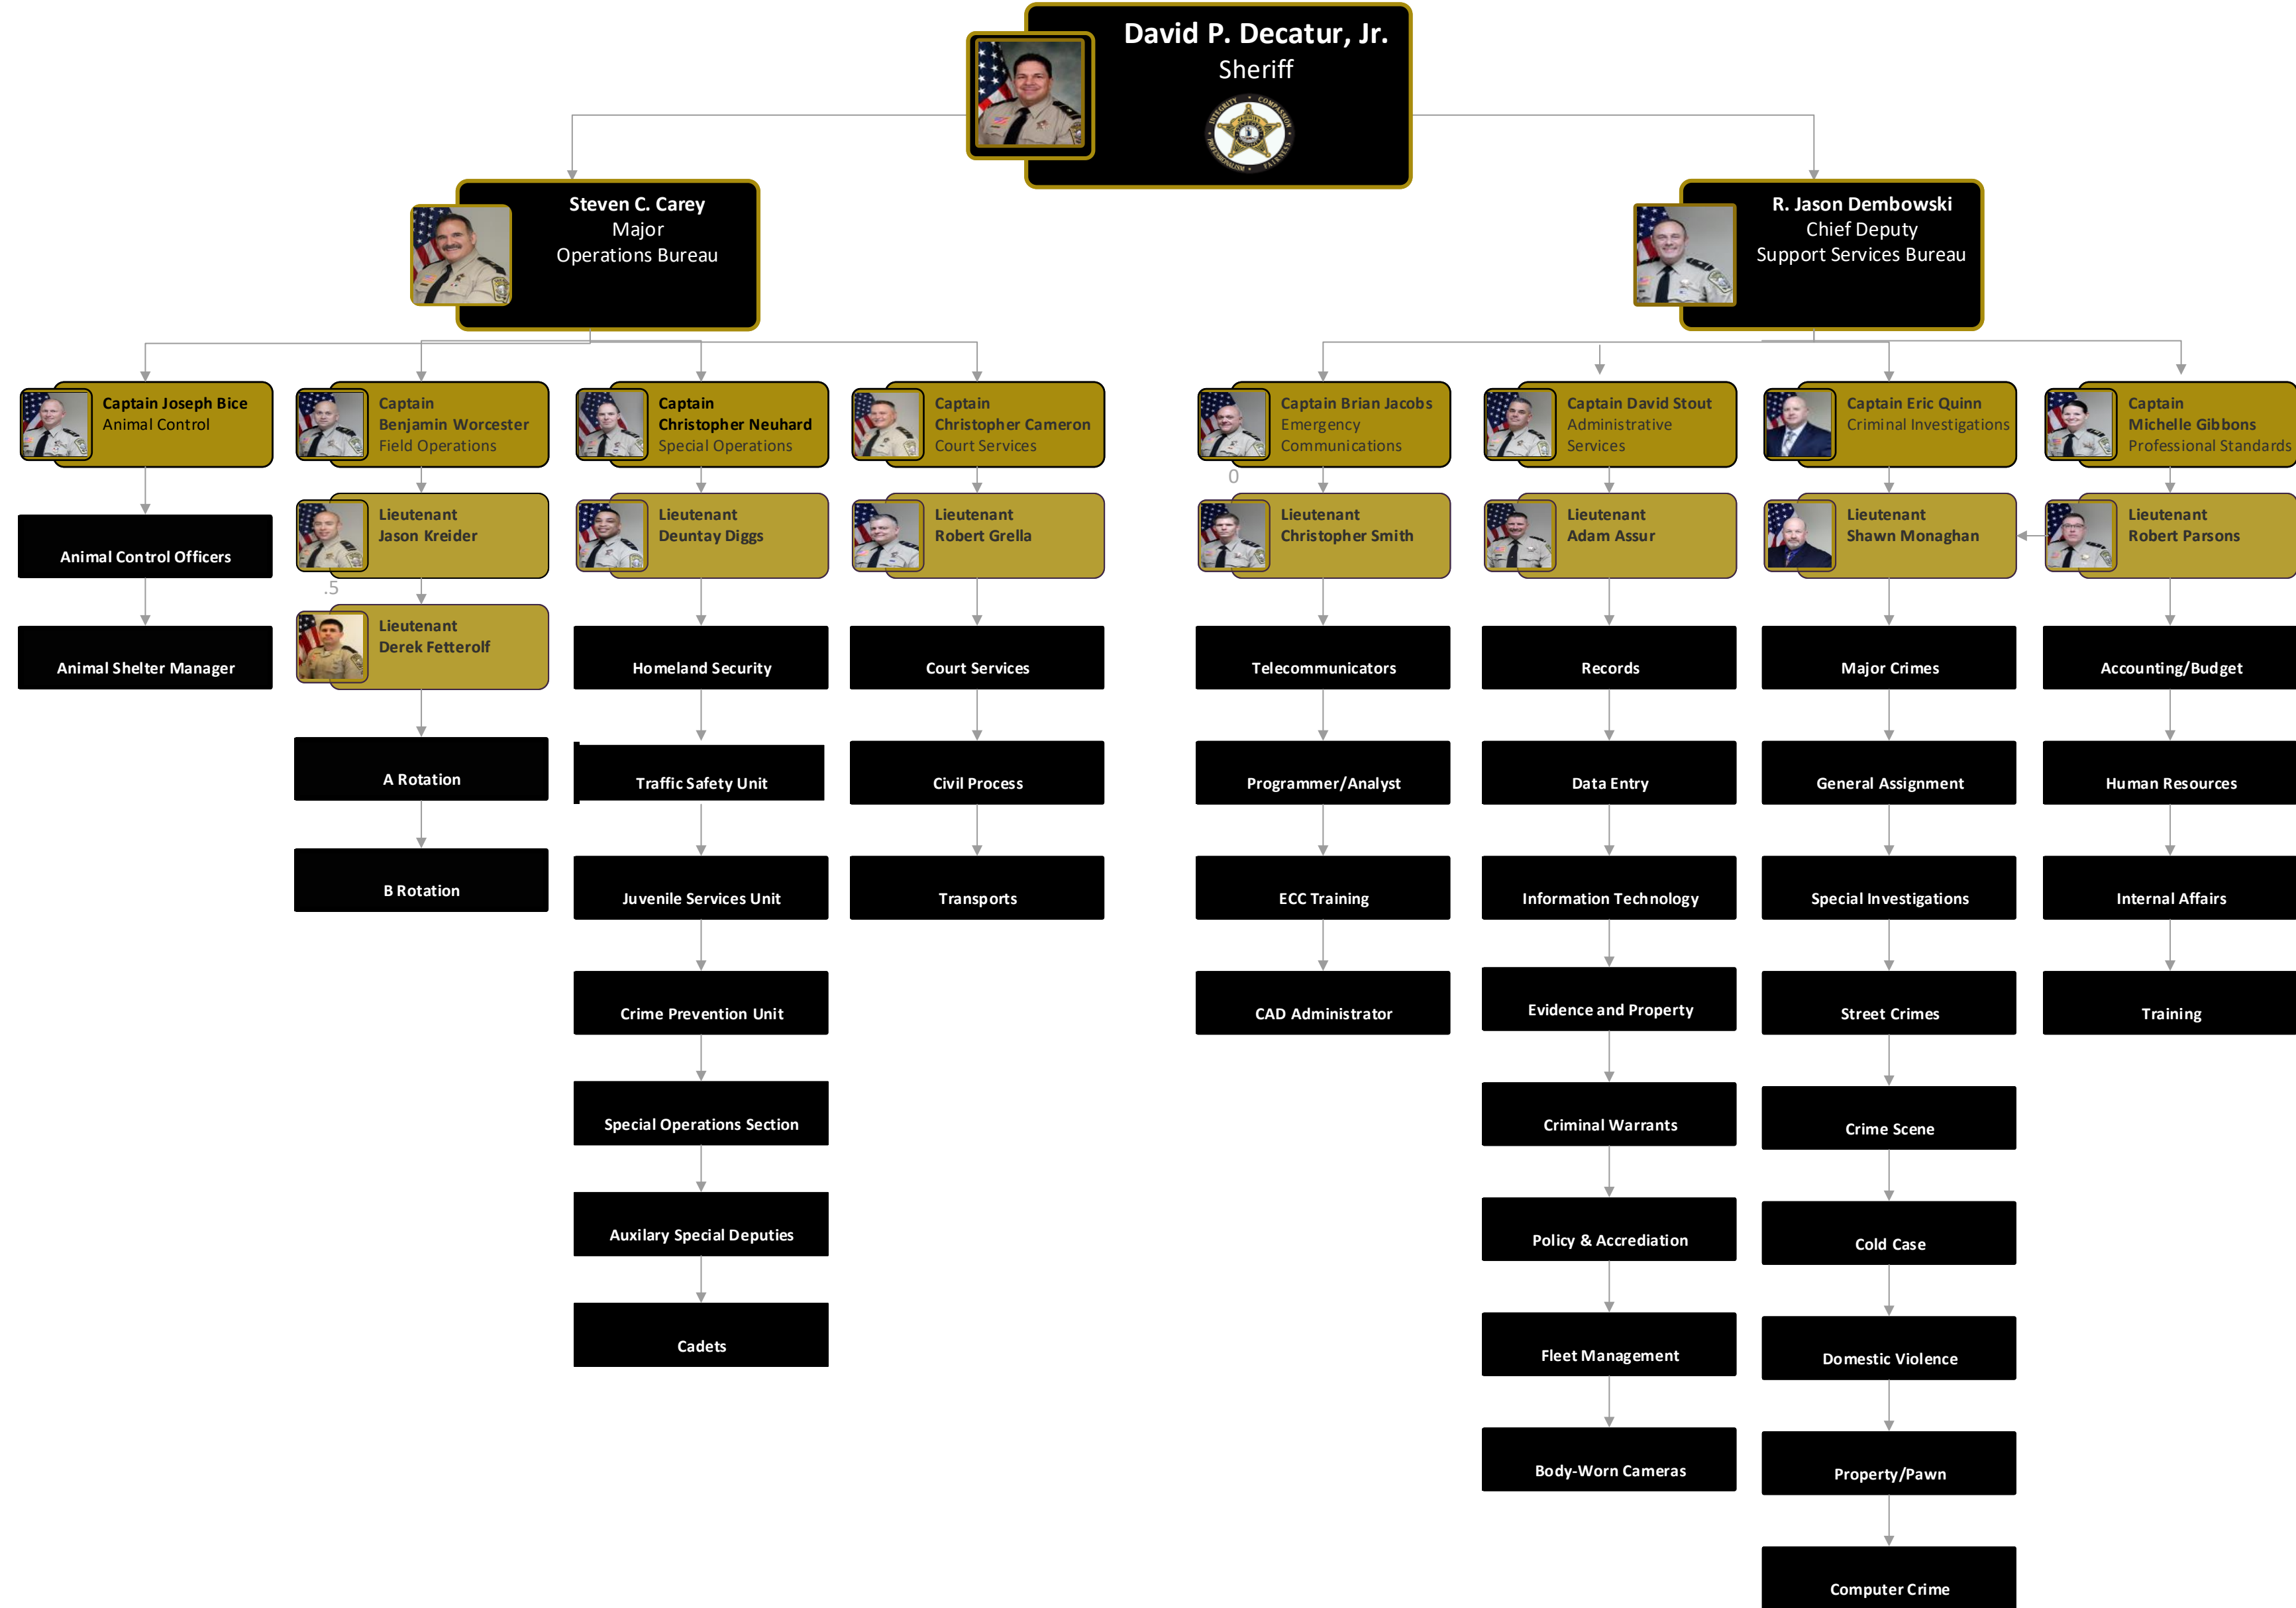 David P. Decatur, Jr.
Sheriff
INTEGRITY • COMPASSION
PROFESSIONALISM • FAIRNESS
SHERIFF
Steven C. Carey
Major
Operations Bureau
R. Jason Dembowski
Chief Deputy
Support Services Bureau
Captain Joseph Bice
Animal Control
Captain
Benjamin Worcester
Field Operations
Captain
Christopher Neuhard
Special Operations
Captain
Christopher Cameron
Court Services
Captain Brian Jacobs
Emergency
Communications
Captain David Stout
Administrative
Services
Captain Eric Quinn
Criminal Investigations
Captain
Michelle Gibbons
Professional Standards
0
Lieutenant
Jason Kreider
Lieutenant
Deuntay Diggs
Lieutenant
Robert Grella
Lieutenant
Christopher Smith
Lieutenant
Adam Assur
Lieutenant
Shawn Monaghan
Lieutenant
Robert Parsons
Animal Control Officers
.5
Lieutenant
Derek Fetterolf
Animal Shelter Manager
Homeland Security
Court Services
Telecommunicators
Records
Major Crimes
Accounting/Budget
A Rotation
Traffic Safety Unit
Civil Process
Programmer/Analyst
Data Entry
General Assignment
Human Resources
B Rotation
Juvenile Services Unit
Transports
ECC Training
Information Technology
Special Investigations
Internal Affairs
Crime Prevention Unit
CAD Administrator
Evidence and Property
Street Crimes
Training
Special Operations Section
Criminal Warrants
Crime Scene
Auxilary Special Deputies
Policy & Accrediation
Cold Case
Cadets
Fleet Management
Domestic Violence
Body-Worn Cameras
Property/Pawn
Computer Crime